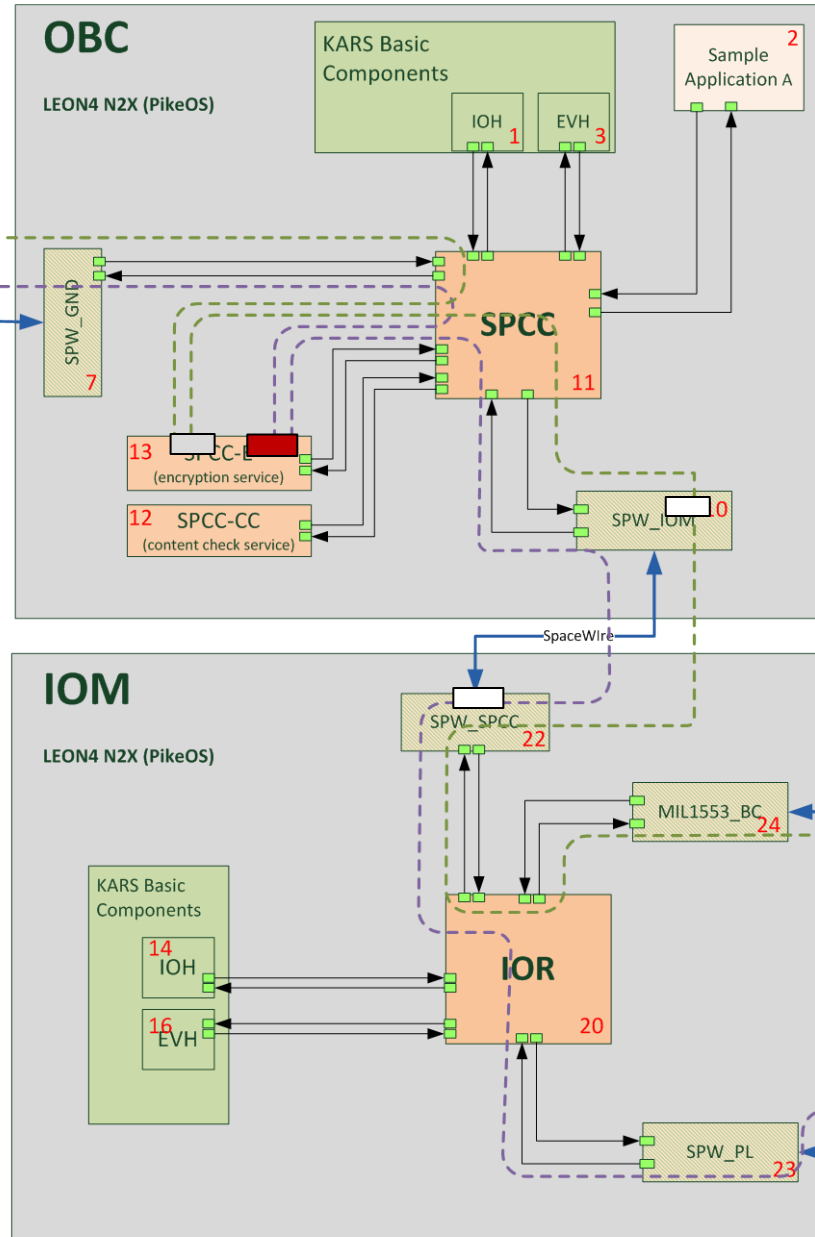 OBC
LEON4 N2X (PikeOS)
KARS Basic
Components
IOH
1
EVH
3
2
Sample
Application A
SPW_GND
7
SPCC
11
13
(encryption service)
12
SPCC-CC
(content check service)
SPW_IOM
SpaceWIre
IOM
LEON4 N2X (PikeOS)
SPW_SPCC
22
MIL1553_BC
24
KARS Basic
Components
14
IOH
16
EVH
IOR
20
SPW_PL
23